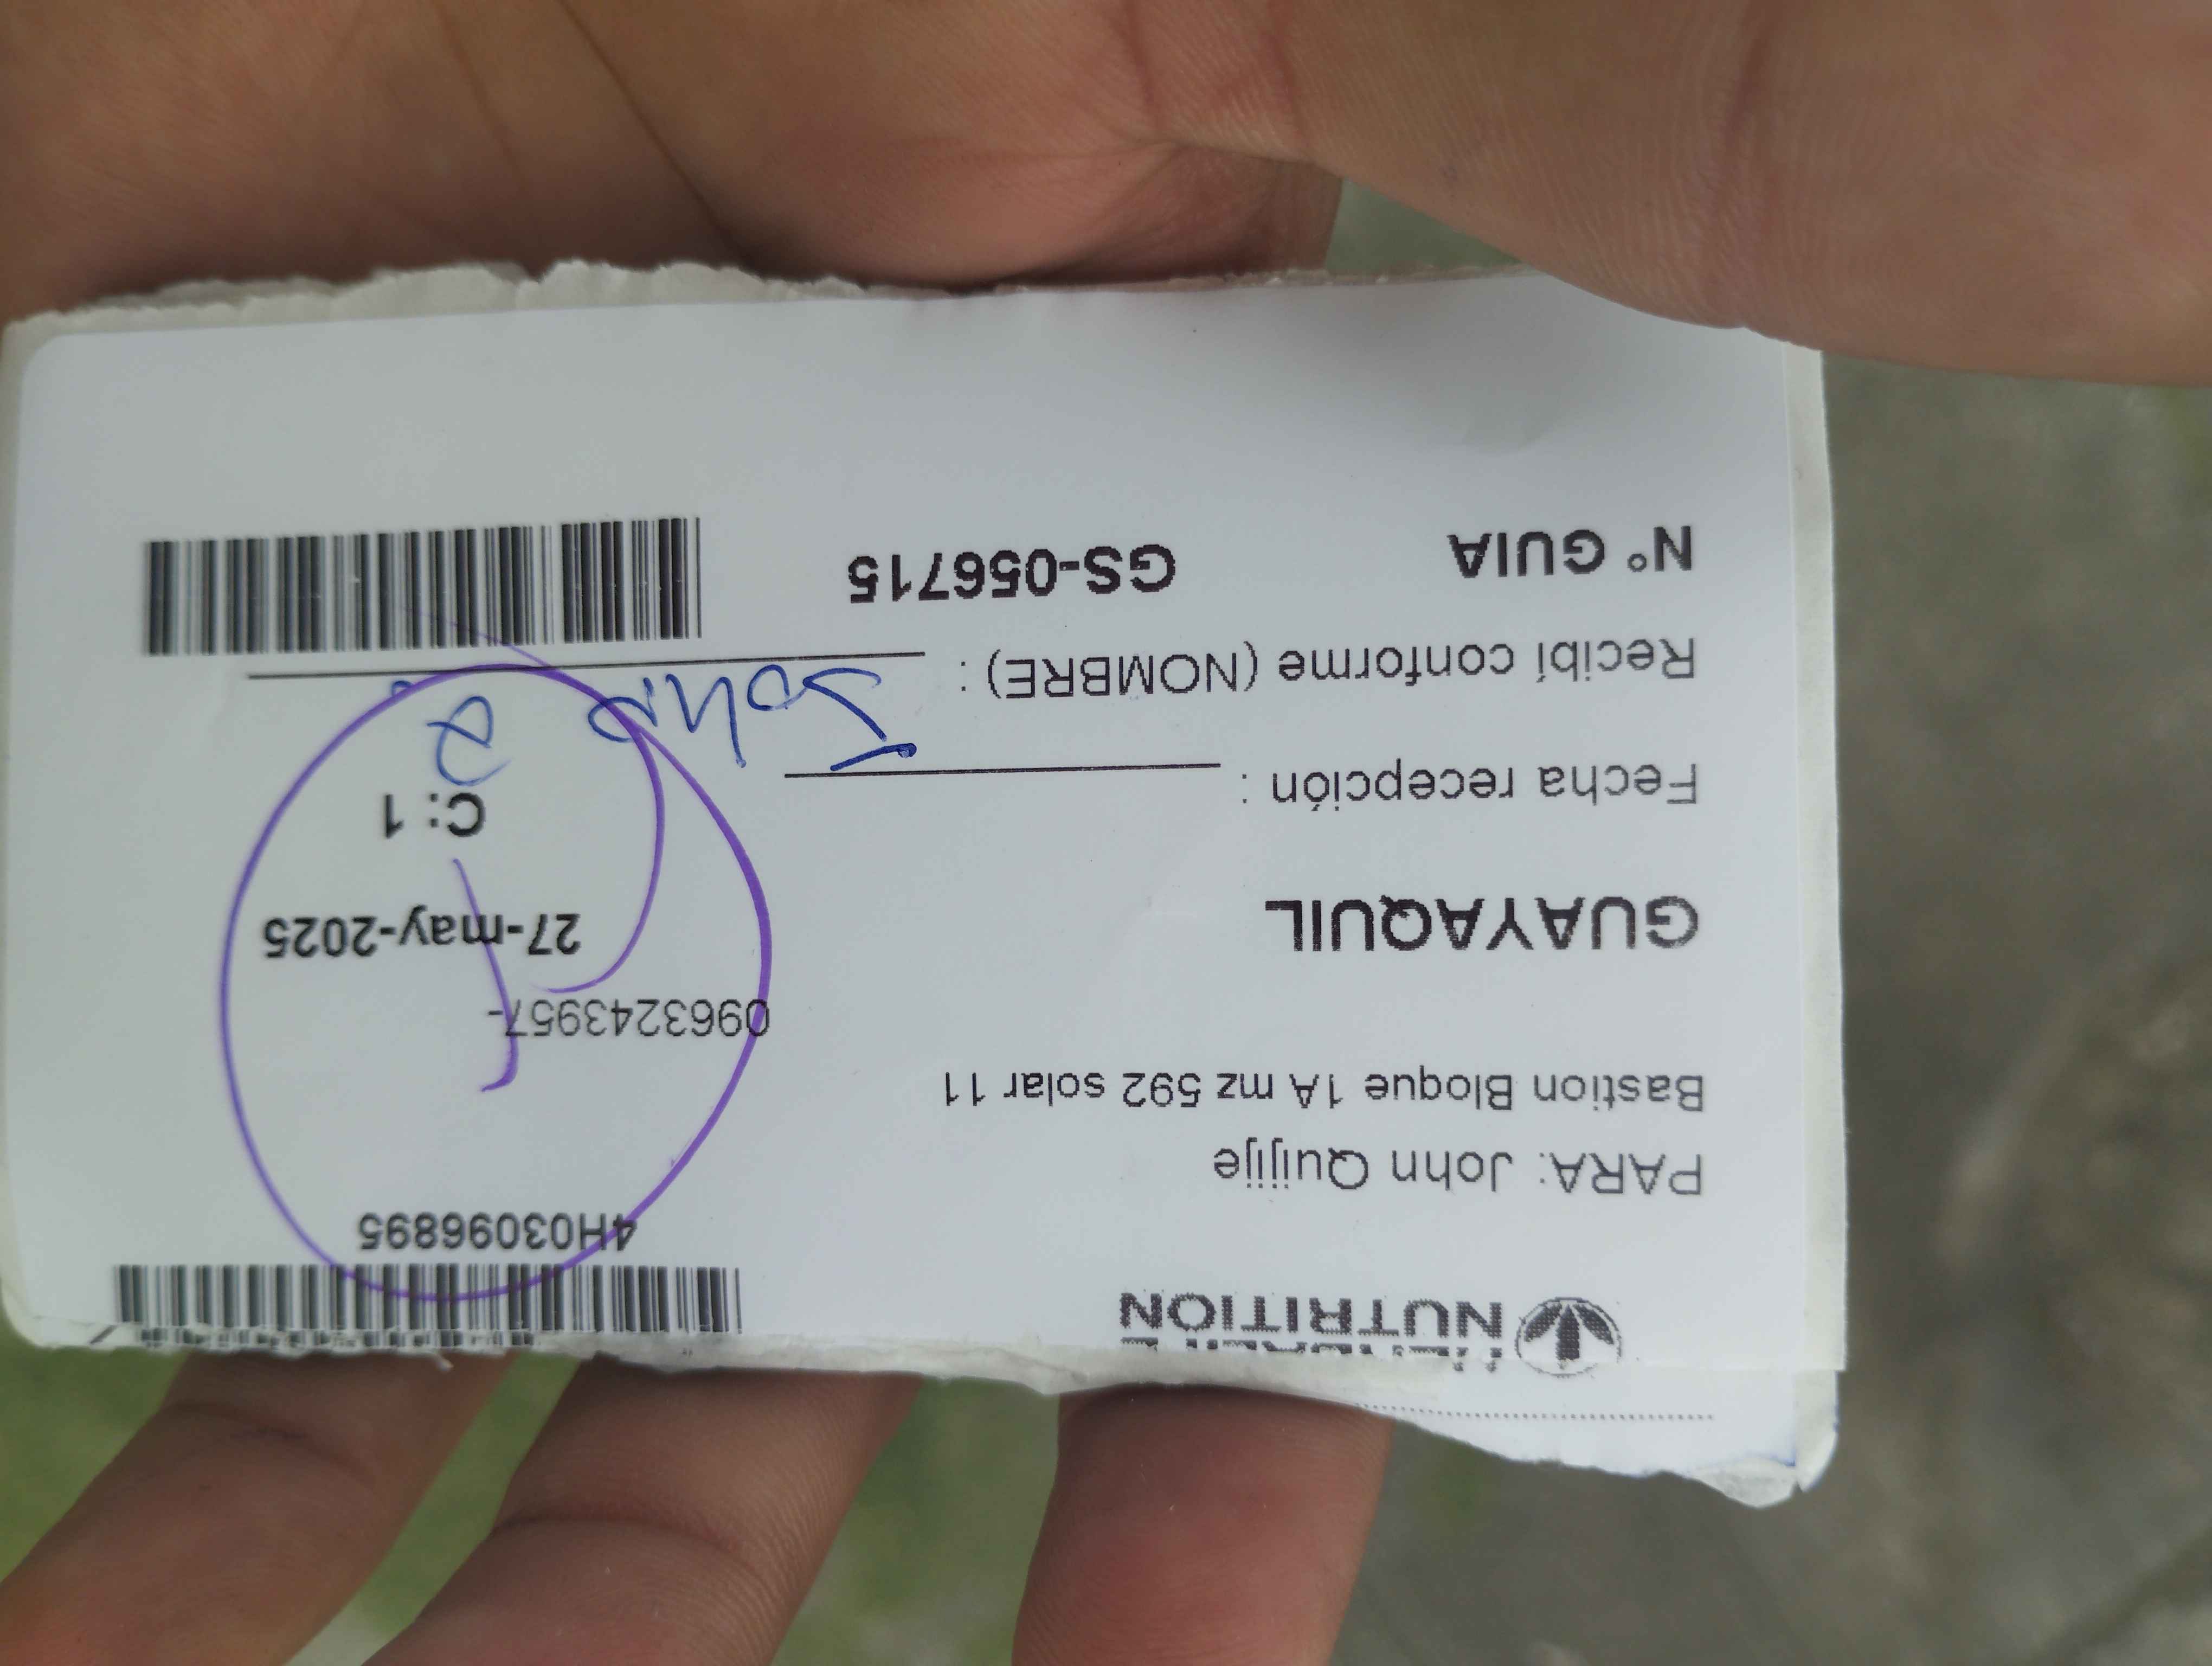 NUTRITION
4H03096895
PARA: John Quijije
Bastion Bloque 1A mz 592 solar 11
0963243957-
GUAYAQUIL
27-may-2025
C: 1
Fecha recepción :
Recibí conforme (NOMBRE) : John Q
N° GUIA GS-056715